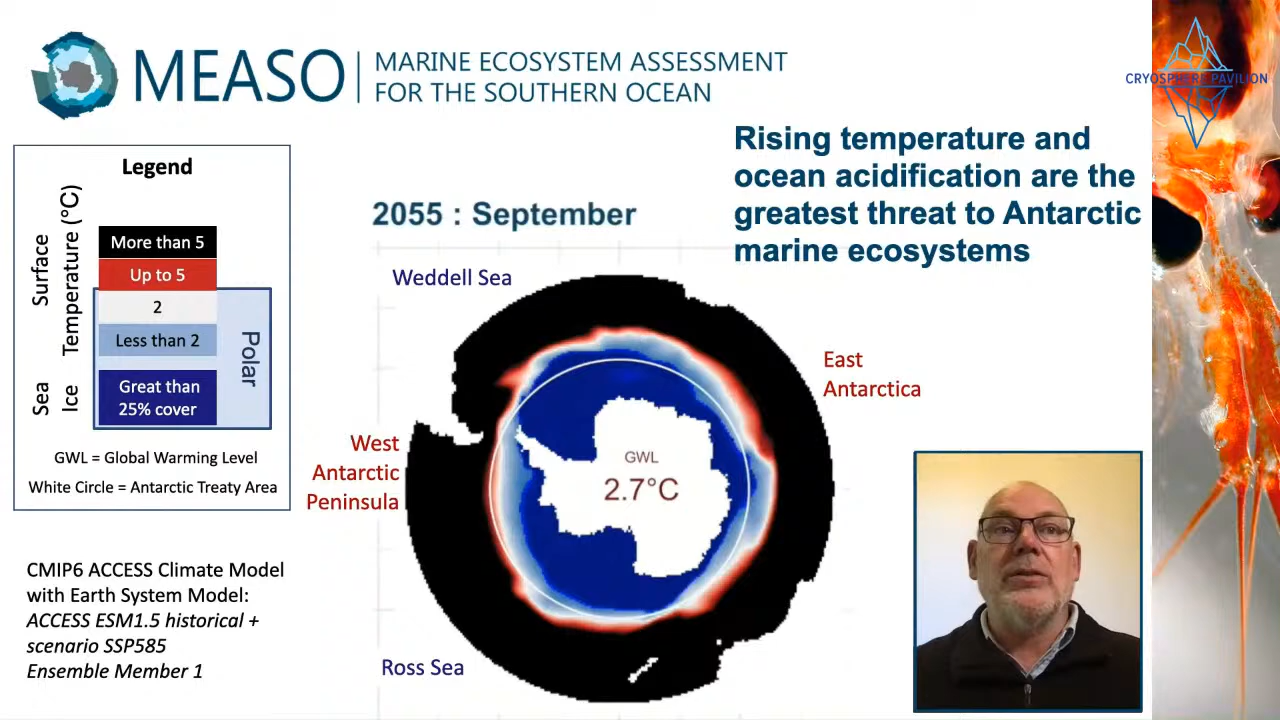 MEASO
MARINE ECOSYSTEM ASSESSMENT
FOR THE SOUTHERN OCEAN
CRYOSPHERE PAVILION
Rising temperature and
ocean acidification are the
greatest threat to Antarctic
marine ecosystems
Legend
Surface
Temperature (°C)
More than 5
Up to 5
2
Less than 2
Polar
Sea
Ice
Great than
25% cover
GWL = Global Warming Level
White Circle = Antarctic Treaty Area
2055 : September
Weddell Sea
East
Antarctica
West
Antarctic
Peninsula
GWL
2.7°C
Ross Sea
CMIP6 ACCESS Climate Model
with Earth System Model:
ACCESS ESM1.5 historical +
scenario SSP585
Ensemble Member 1